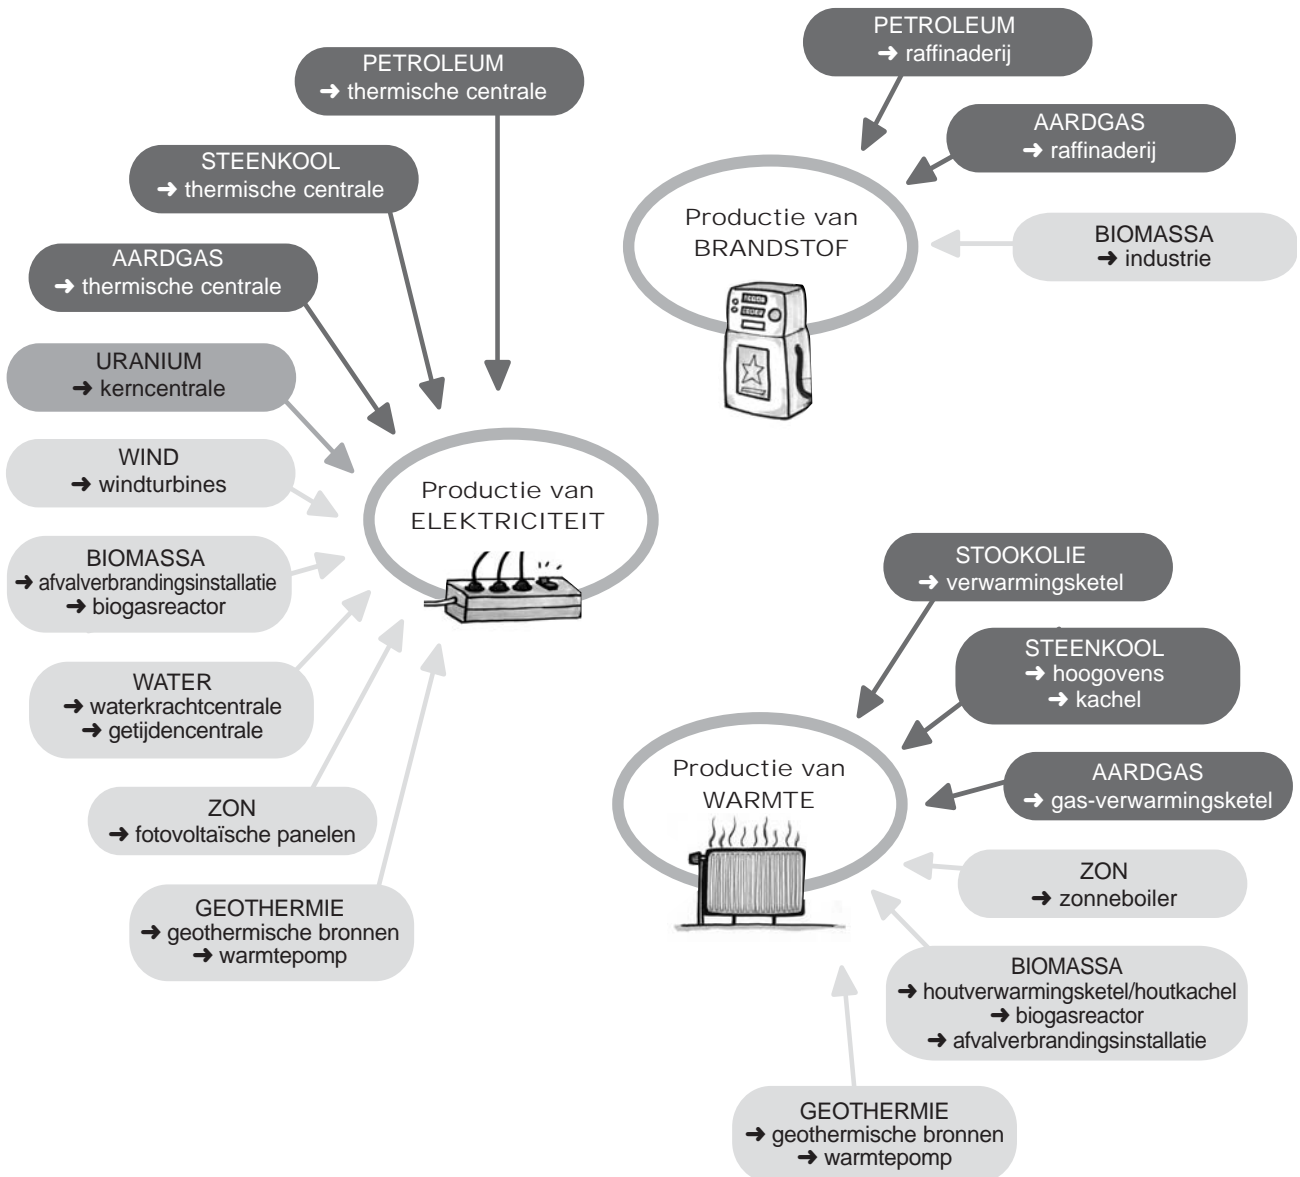 PETROLEUM
➜ thermische centrale
STEENKOOL
➜ thermische centrale
AARDGAS
➜ thermische centrale
URANIUM
➜ kerncentrale
WIND
➜ windturbines
BIOMASSA
➜ afvalverbrandingsinstallatie
➜ biogasreactor
WATER
➜ waterkrachtcentrale
➜ getijdencentrale
ZON
➜ fotovoltaïsche panelen
GEOTHERMIE
➜ geothermische bronnen
➜ warmtepomp
Productie van
ELEKTRICITEIT
PETROLEUM
➜ raffinaderij
AARDGAS
➜ raffinaderij
BIOMASSA
➜ industrie
Productie van
BRANDSTOF
STOOKOLIE
➜ verwarmingsketel
STEENKOOL
➜ hoogovens
➜ kachel
AARDGAS
➜ gas-verwarmingsketel
ZON
➜ zonneboiler
BIOMASSA
➜ houtverwarmingsketel/houtkachel
➜ biogasreactor
➜ afvalverbrandingsinstallatie
GEOTHERMIE
➜ geothermische bronnen
➜ warmtepomp
Productie van
WARMTE